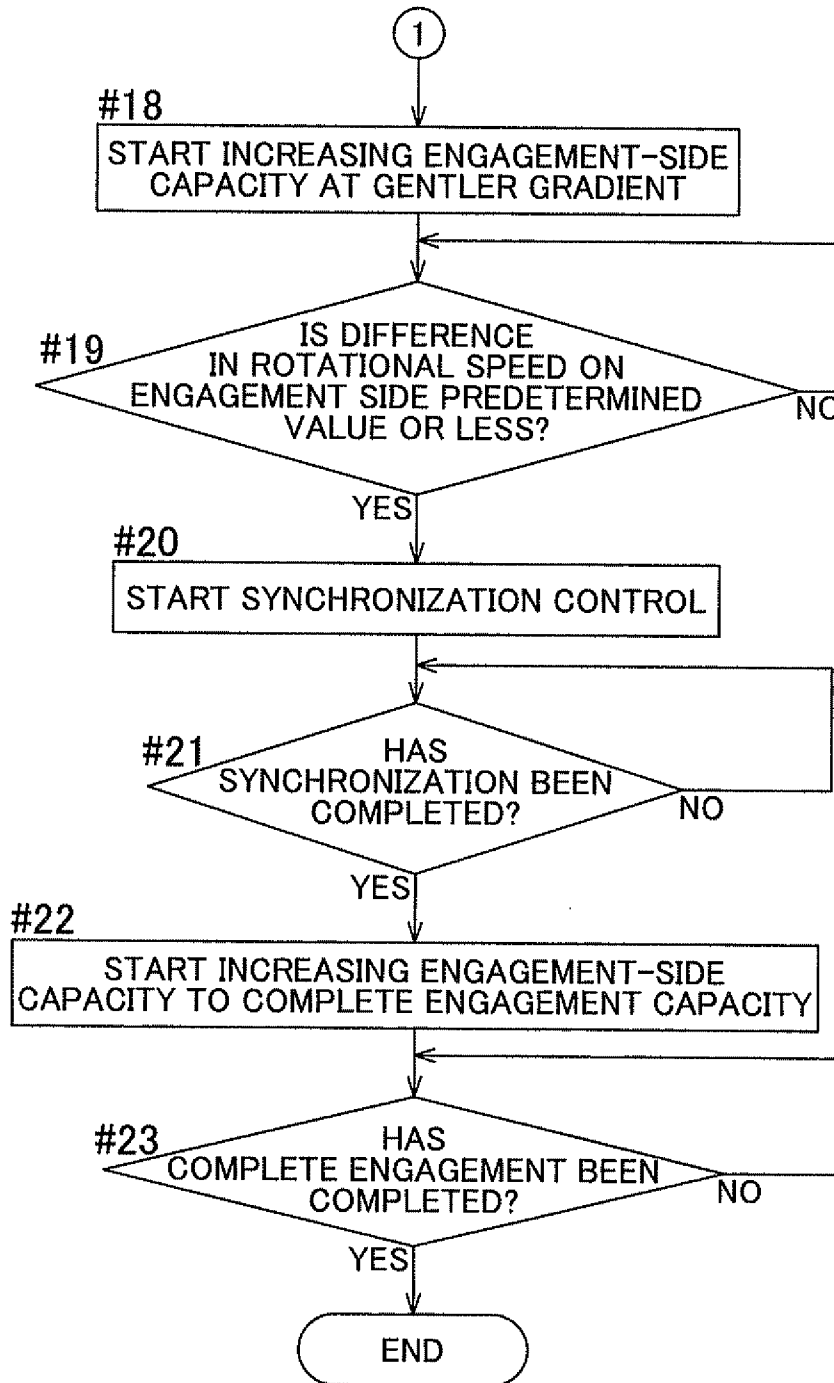 1
#18
START INCREASING ENGAGEMENT-SIDE
CAPACITY AT GENTLER GRADIENT
#19
IS DIFFERENCE
IN ROTATIONAL SPEED ON
ENGAGEMENT SIDE PREDETERMINED
VALUE OR LESS?
NO
YES
#20
START SYNCHRONIZATION CONTROL
#21
HAS
SYNCHRONIZATION BEEN
COMPLETED?
NO
YES
#22
START INCREASING ENGAGEMENT-SIDE
CAPACITY TO COMPLETE ENGAGEMENT CAPACITY
#23
HAS
COMPLETE ENGAGEMENT BEEN
COMPLETED?
NO
YES
END